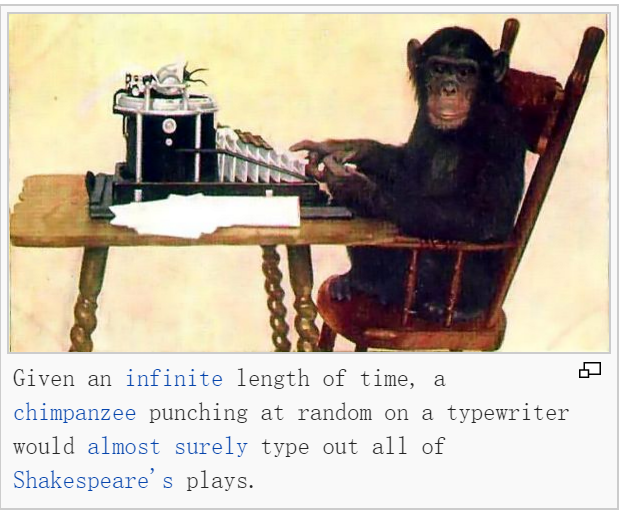 Given an infinite length of time, a
chimpanzee punching at random on a typewriter
would almost surely type out all of
Shakespeare's plays.